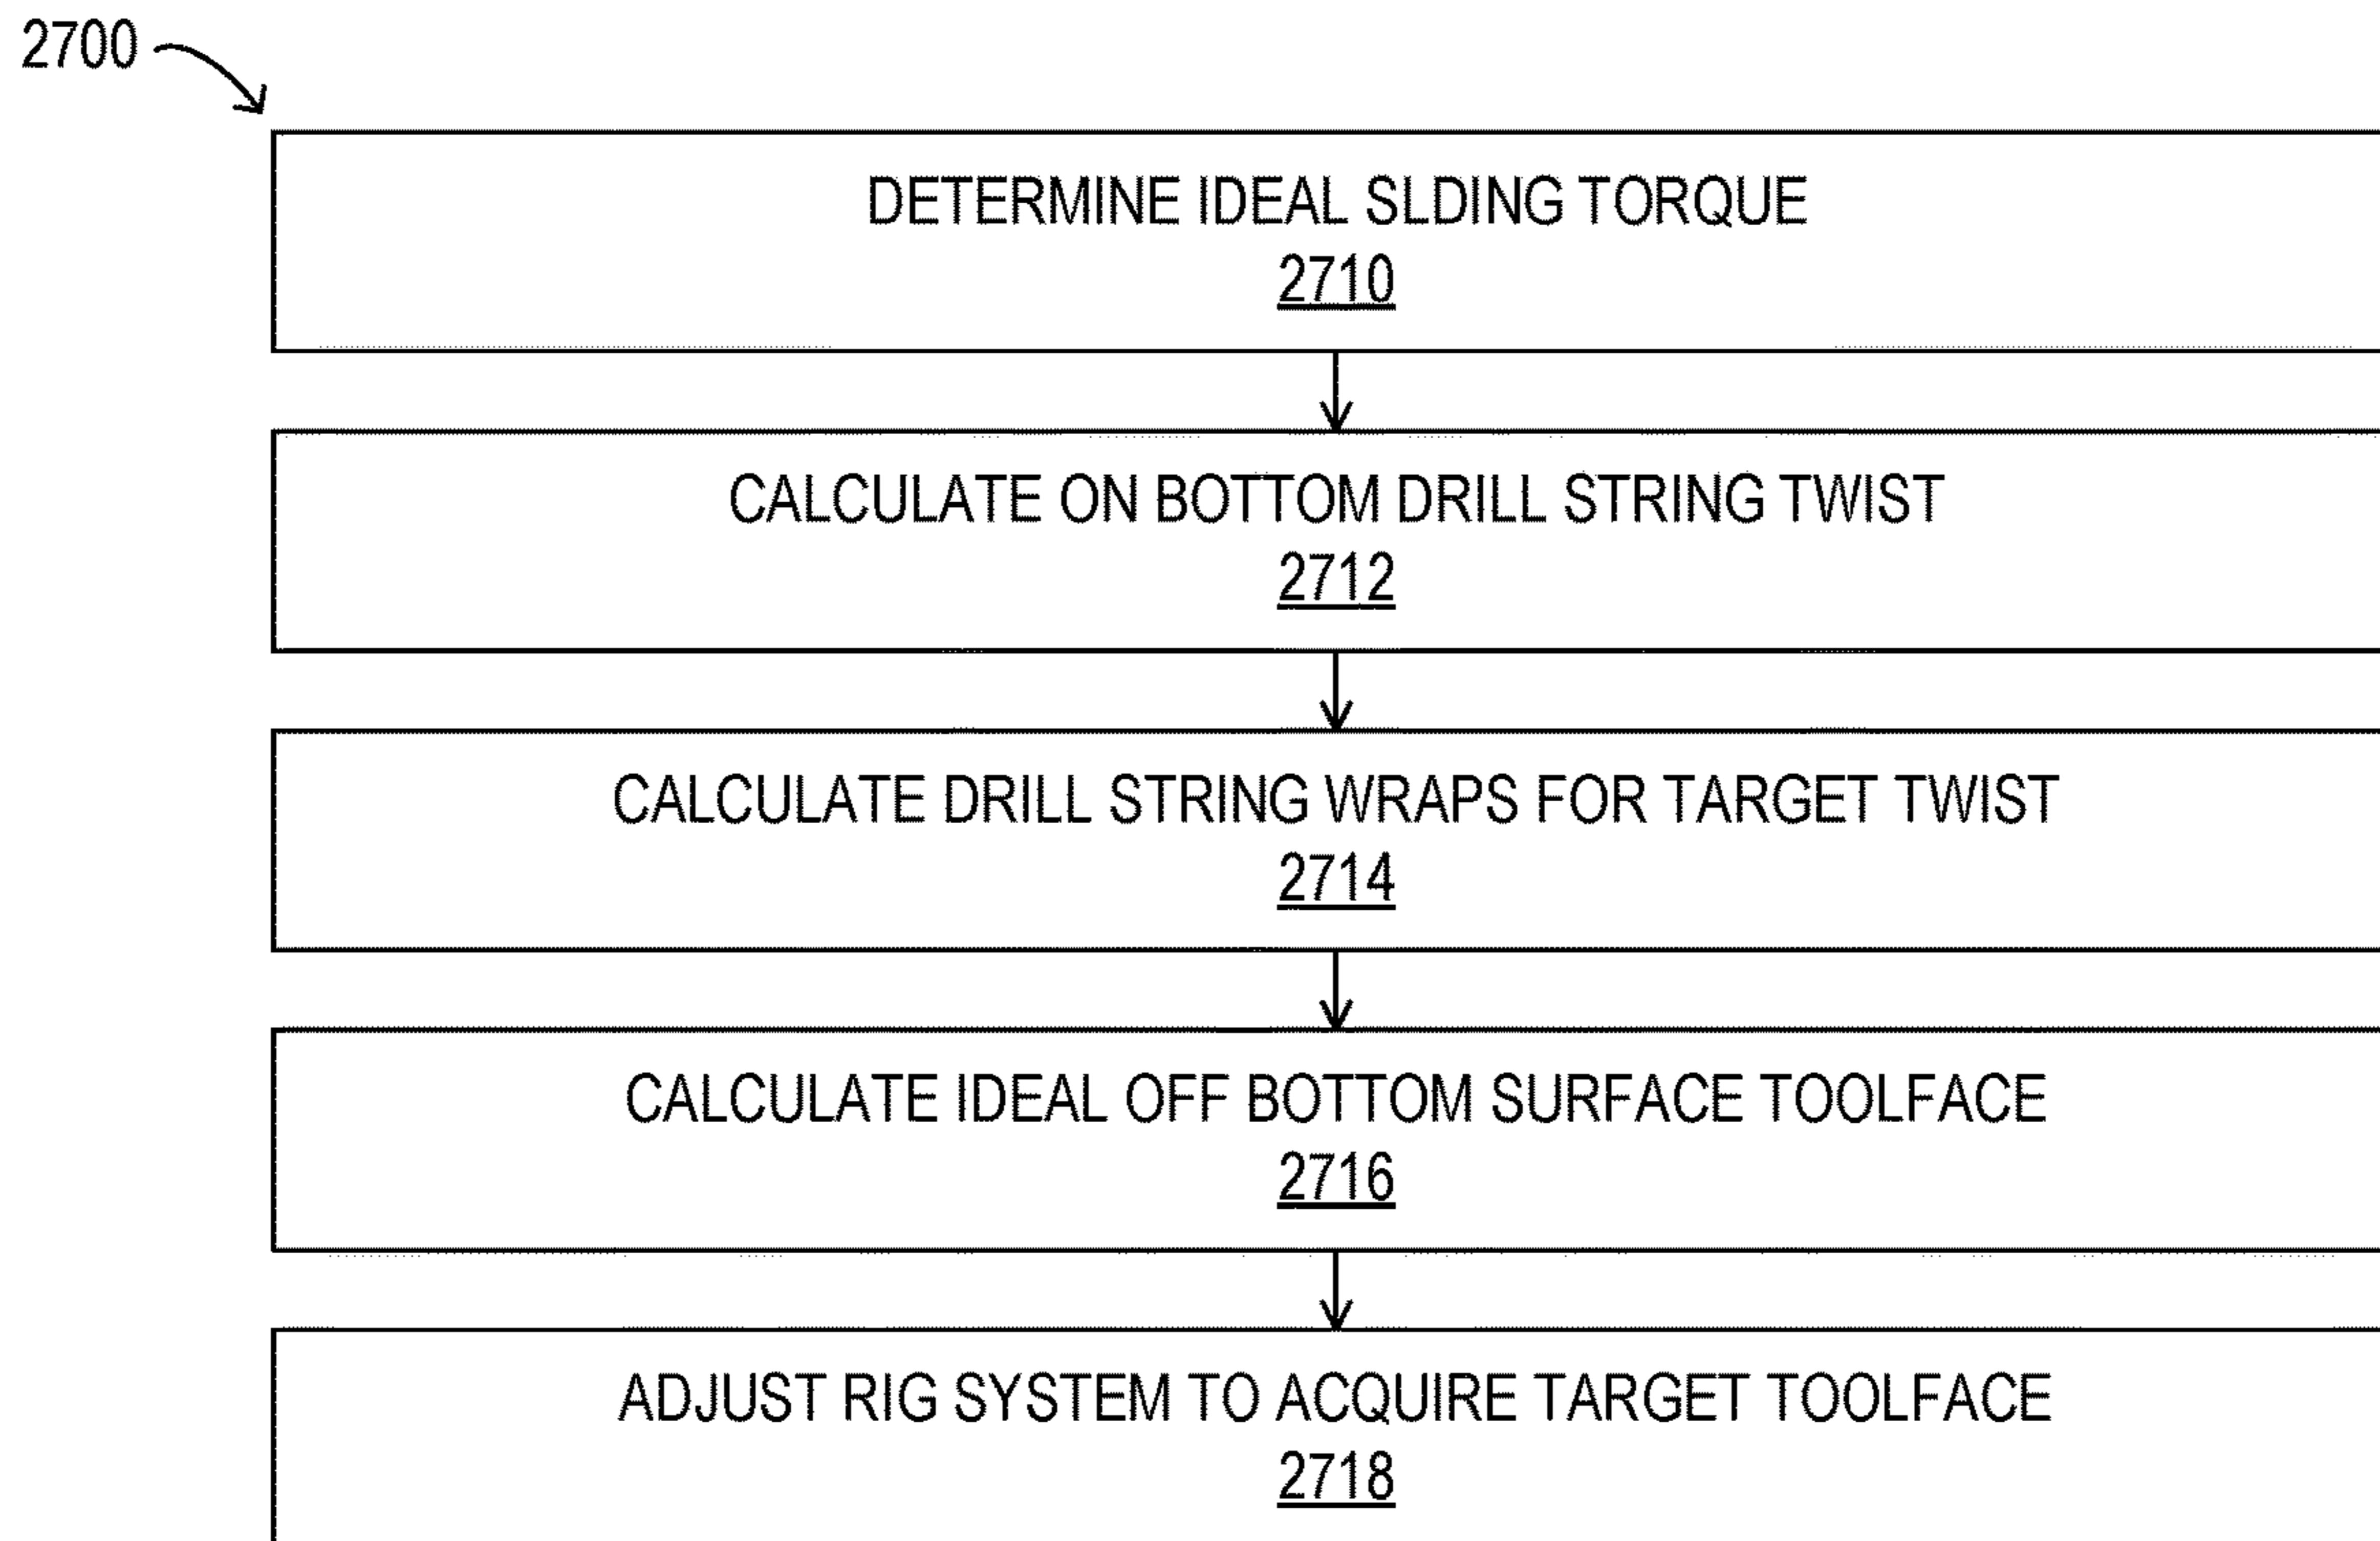 2700
DETERMINE IDEAL SLDING TORQUE
2710
CALCULATE ON BOTTOM DRILL STRING TWIST
2712
CALCULATE DRILL STRING WRAPS FOR TARGET TWIST
2714
CALCULATE IDEAL OFF BOTTOM SURFACE TOOLFACE
2716
ADJUST RIG SYSTEM TO ACQUIRE TARGET TOOLFACE
2718